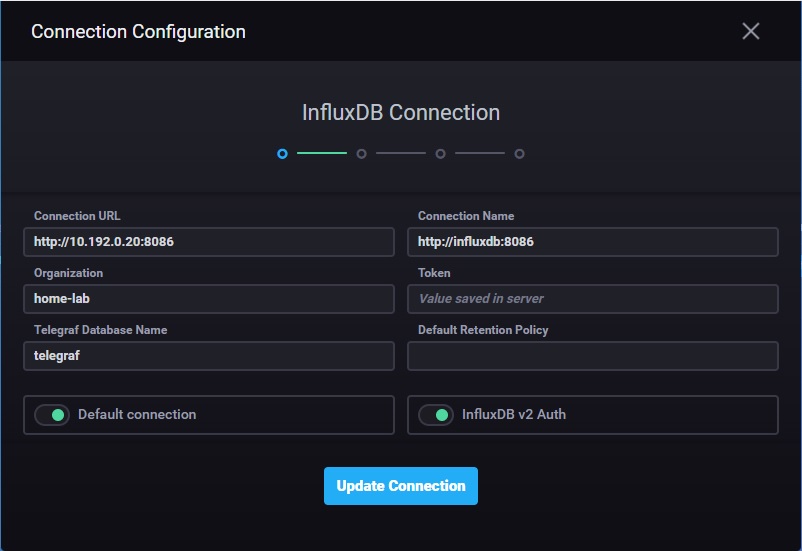 Connection Configuration
InfluxDB Connection
Connection URL
http://10.192.0.20:8086
Connection Name
http://influxdb:8086
Organization
home-lab
Token
Value saved in server
Telegraf Database Name
telegraf
Default Retention Policy
Default connection
InfluxDB v2 Auth
Update Connection